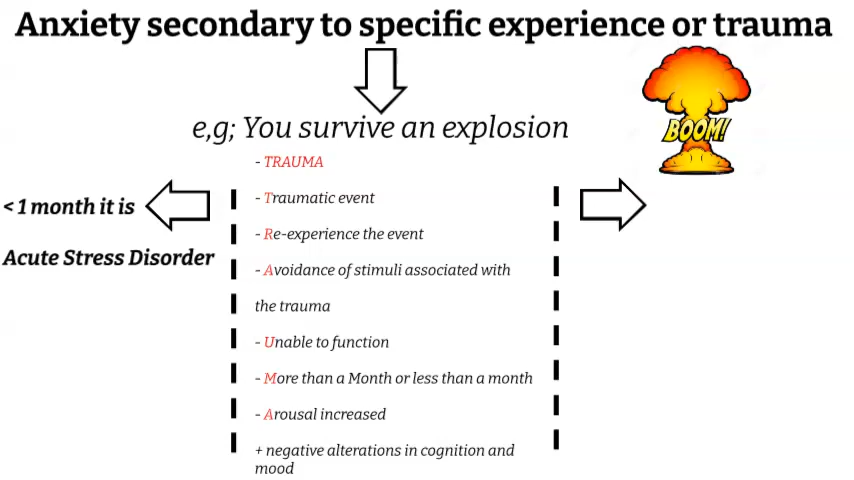 Anxiety secondary to specific experience or trauma
e,g; You survive an explosion
BOOM!
- TRAUMA
- Traumatic event
- Re-experience the event
- Avoidance of stimuli associated with
the trauma
- Unable to function
- More than a Month or less than a month
- Arousal increased
+ negative alterations in cognition and
mood
< 1 month it is
Acute Stress Disorder